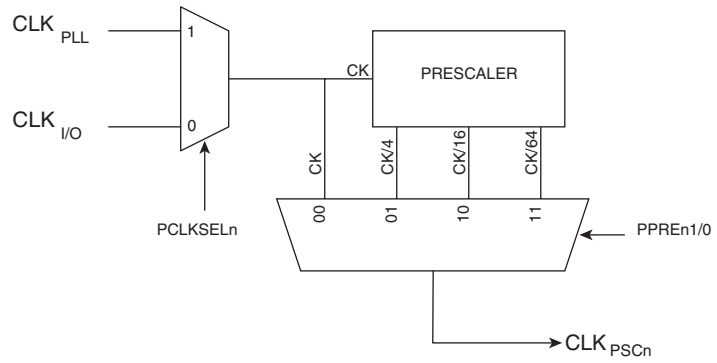 CLK PLL
1
CK
PRESCALER
CLK I/O
0
CK
CK/4
CK/16
CK/64
PCLKSELn
00
01
10
11
PPREn1/0
CLK PSCn